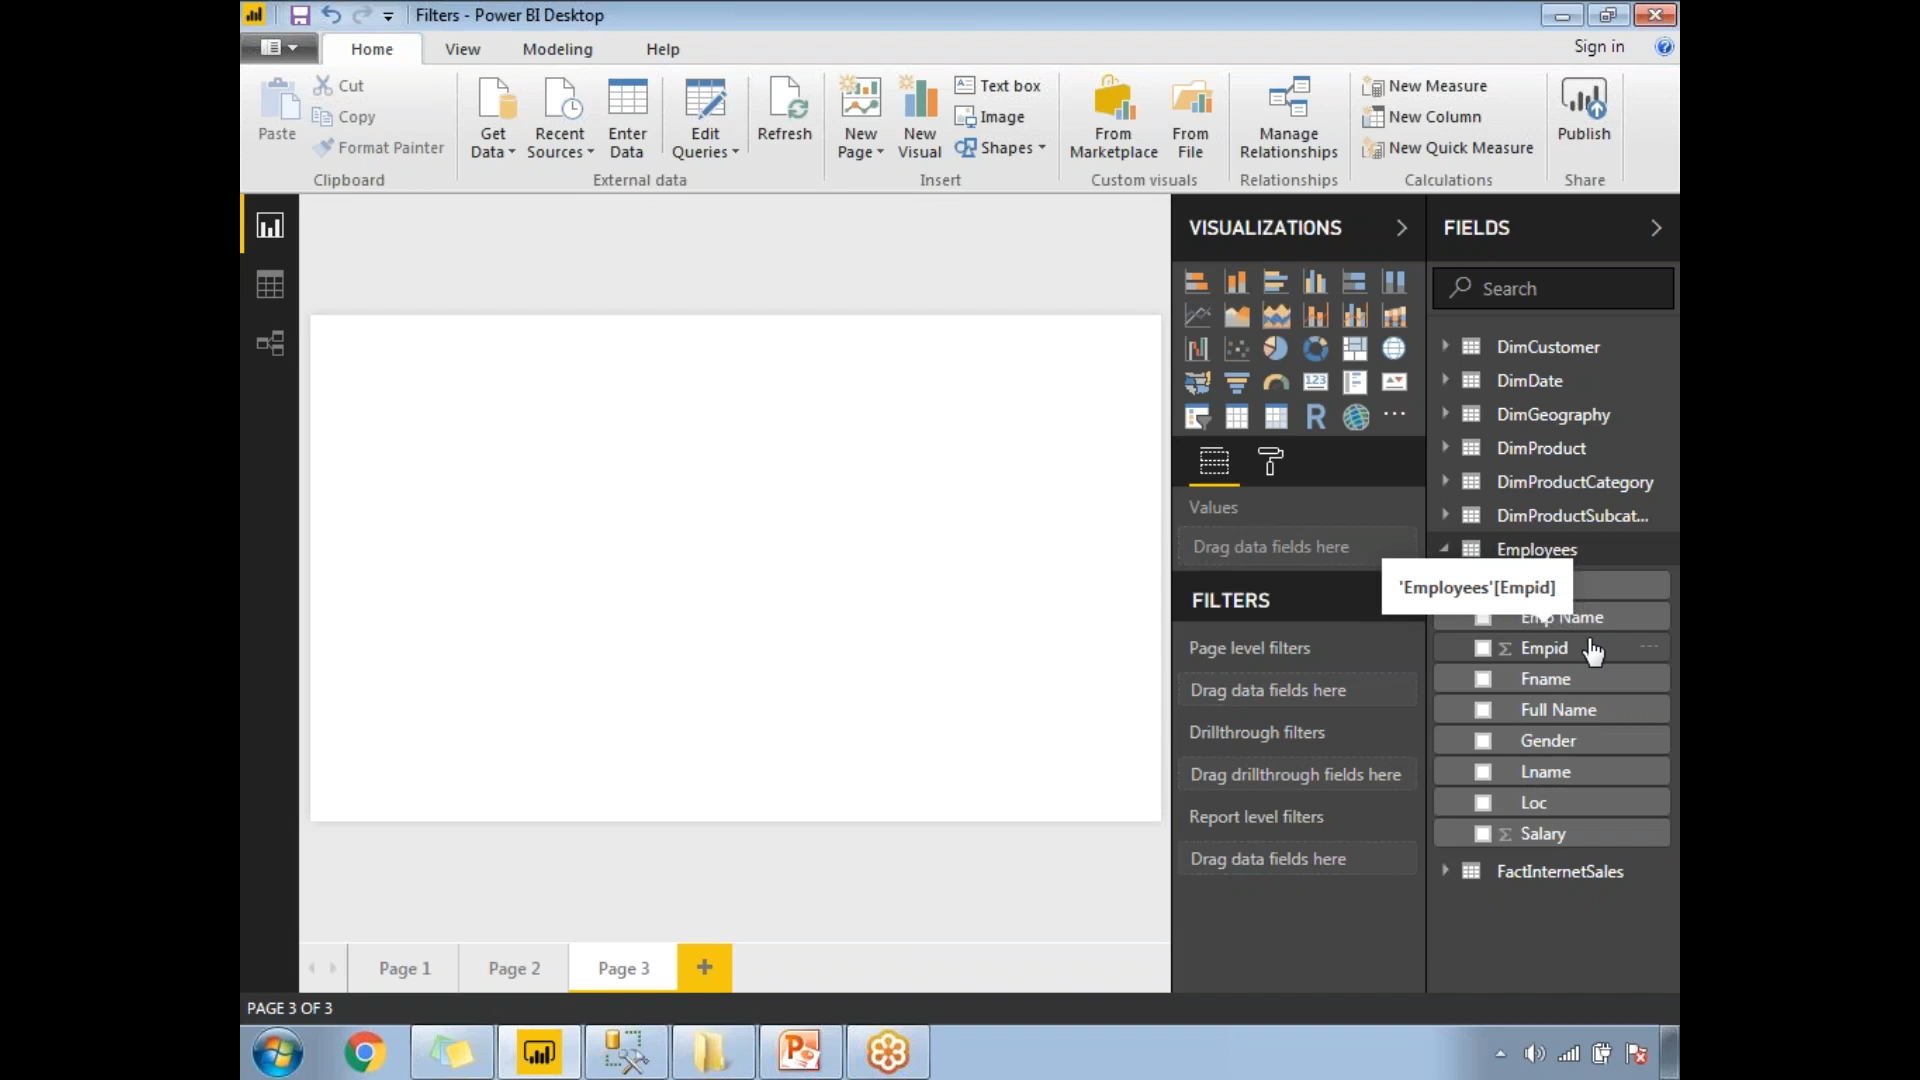 Filters - Power BI Desktop
Home View Modeling Help Sign in
Paste
Cut
Copy
Format Painter
Clipboard
Get Data
Recent Sources
Enter Data
Edit Queries
Refresh
External data
New Page
New Visual
Text box
Image
Shapes
Insert
From Marketplace
From File
Custom visuals
Manage Relationships
Relationships
New Measure
New Column
New Quick Measure
Calculations
Publish
Share
VISUALIZATIONS
123
R
Values
Drag data fields here
FILTERS
Page level filters
Drag data fields here
Drillthrough filters
Drag drillthrough fields here
Report level filters
Drag data fields here
FIELDS
Search
DimCustomer
DimDate
DimGeography
DimProduct
DimProductCategory
DimProductSubcat...
Employees
'Employees'[Empid]
Emp Name
Σ Empid
Fname
Full Name
Gender
Lname
Loc
Σ Salary
FactInternetSales
Page 1 Page 2 Page 3 +
PAGE 3 OF 3